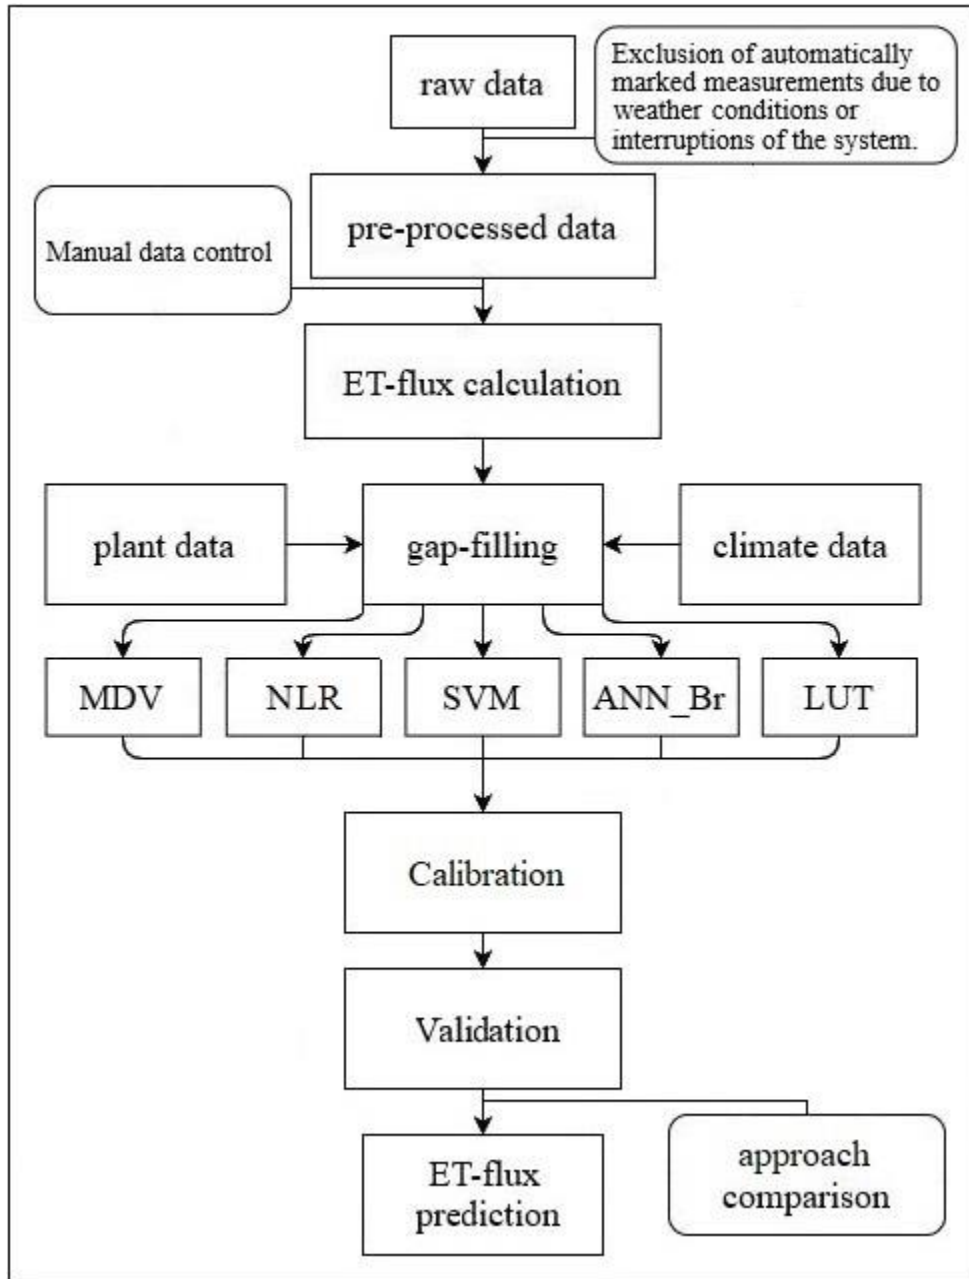 raw data
Exclusion of automatically
marked measurements due to
weather conditions or
interruptions of the system.
pre-processed data
Manual data control
ET-flux calculation
plant data
gap-filling
climate data
MDV
NLR
SVM
ANN_Br
LUT
Calibration
Validation
ET-flux
prediction
approach
comparison